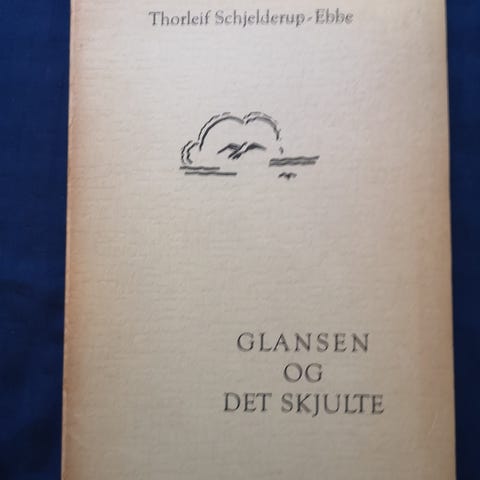 Thorleif Schjelderup-Ebbe
GLANSEN
OG
DET SKJULTE